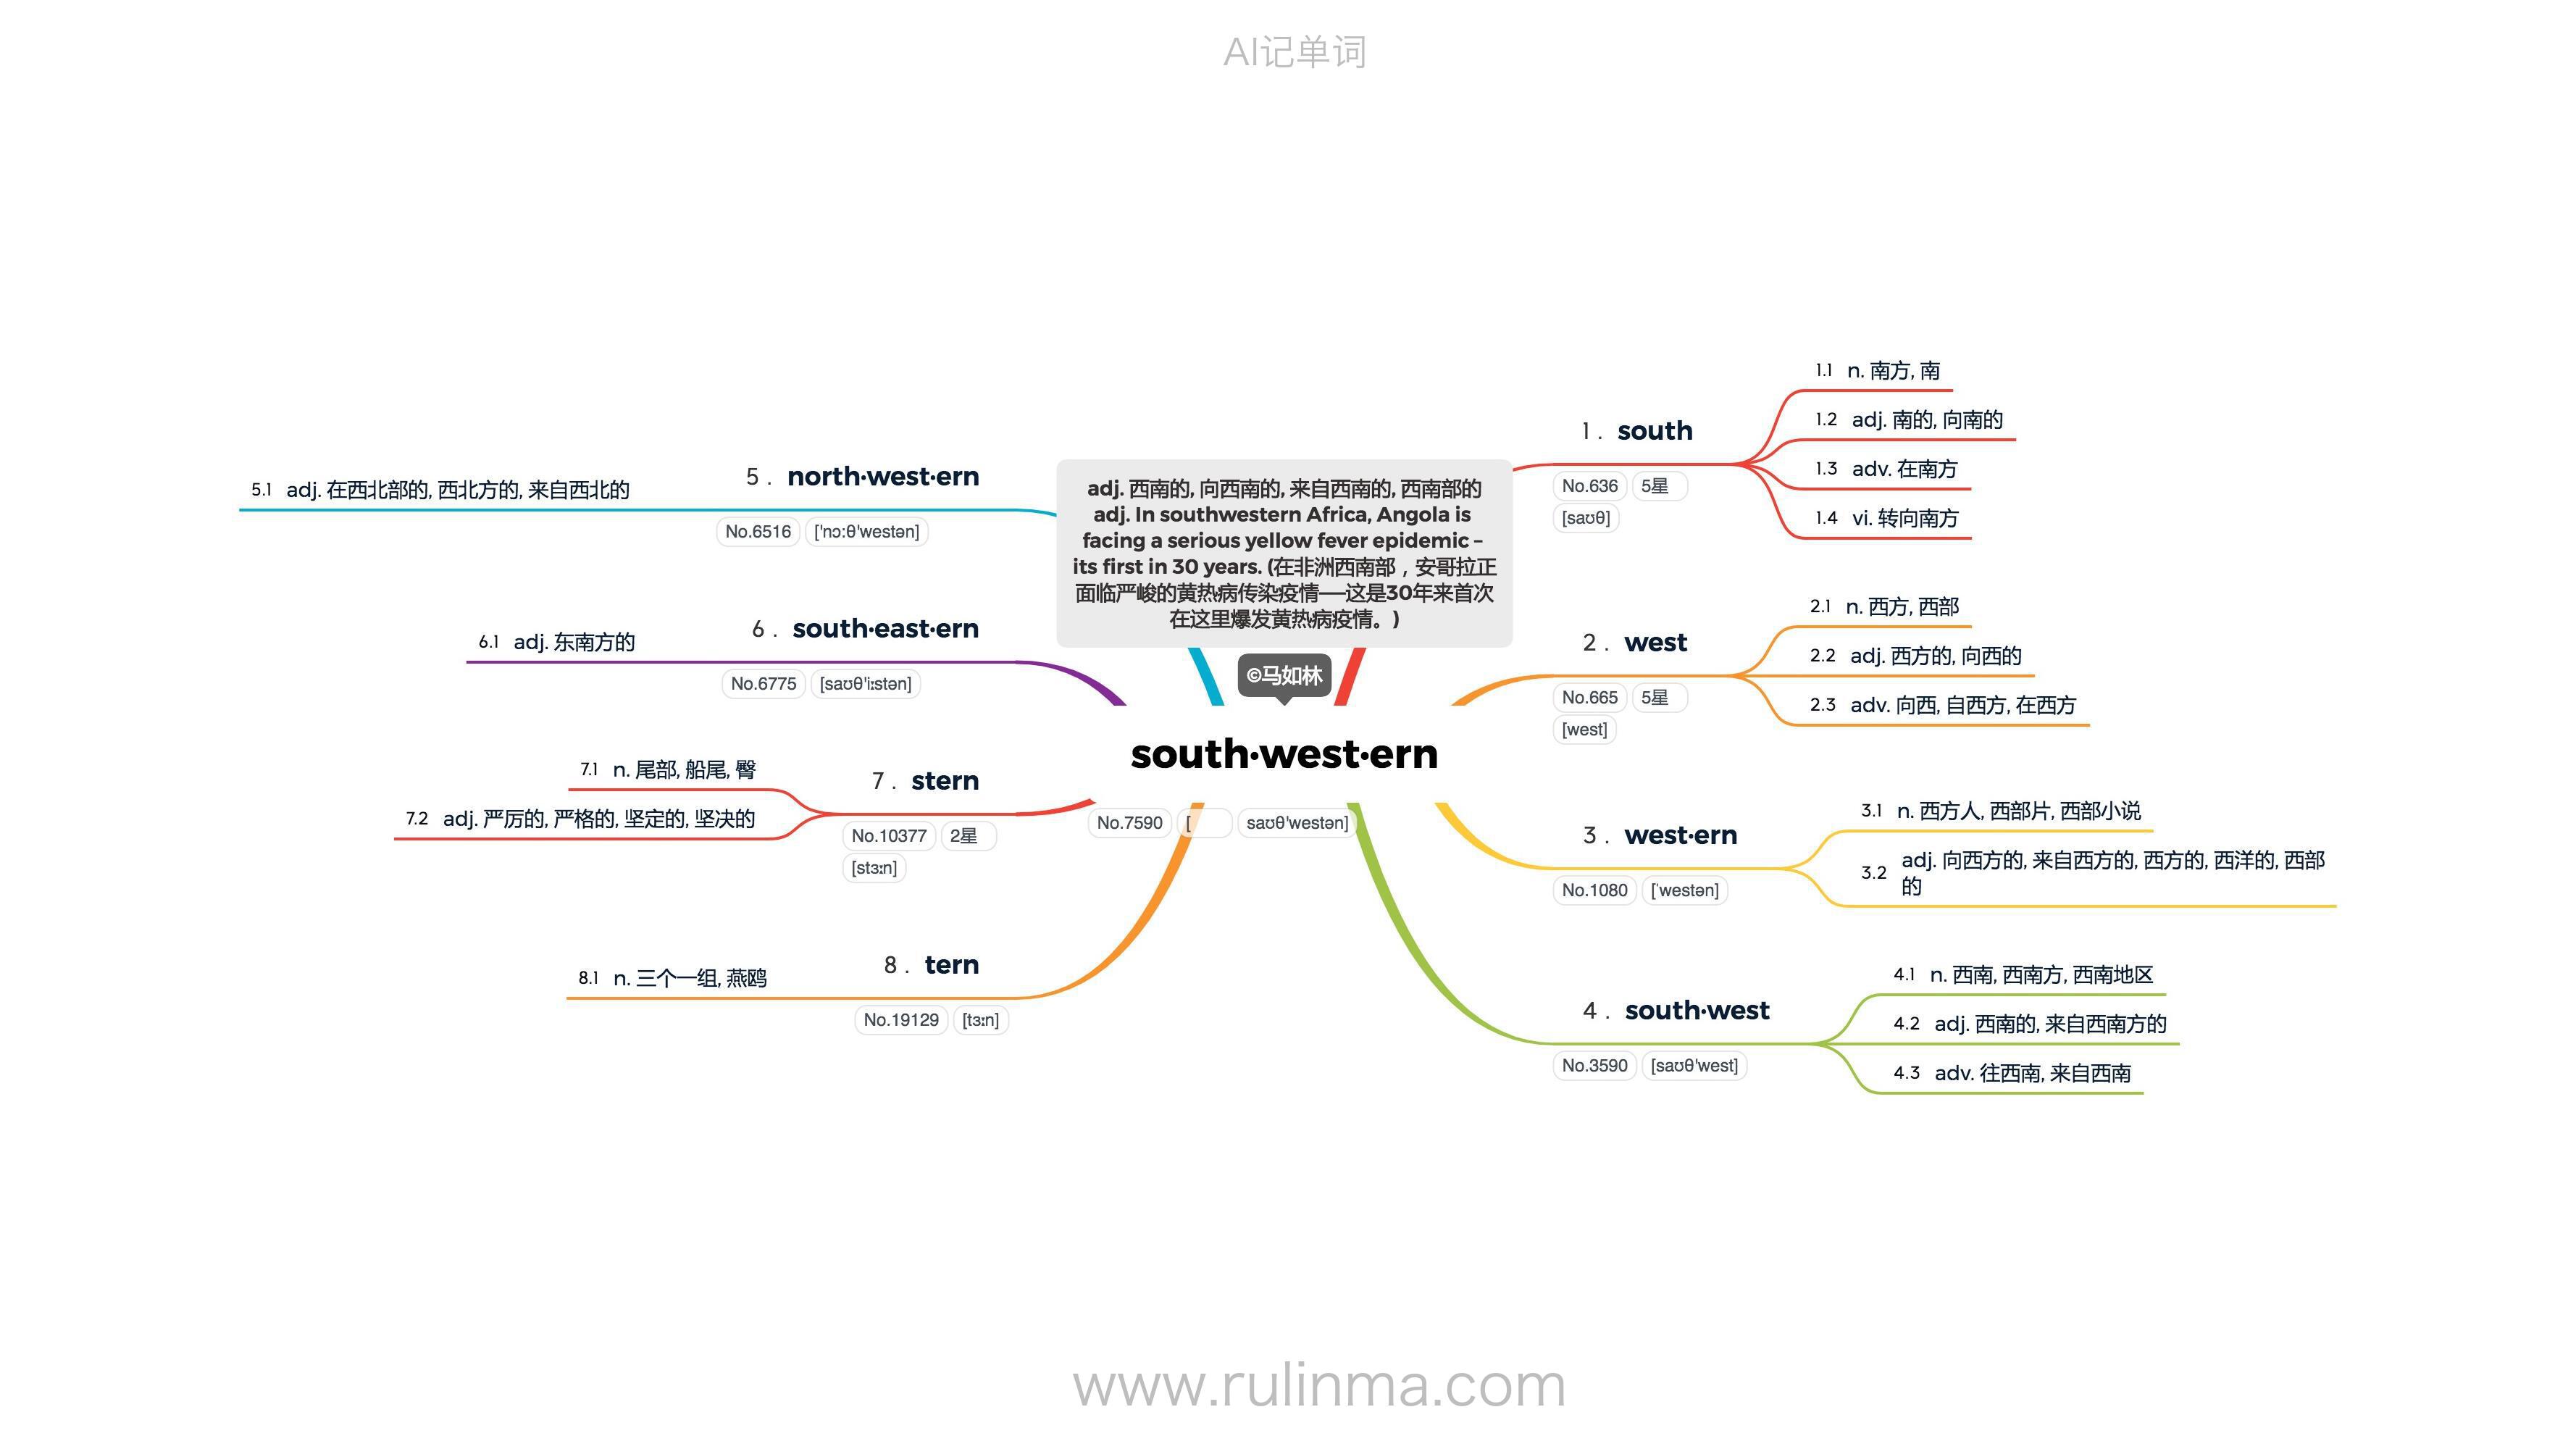 AI记单词
adj. 西南的, 向西南的, 来自西南的, 西南部的
adj. In southwestern Africa, Angola is
facing a serious yellow fever epidemic –
its first in 30 years. (在非洲西南部，安哥拉正
面临严峻的黄热病传染疫情——这是30年来首次
在这里爆发黄热病疫情。)
©马如林
south·west·ern
No.7590 [ saʊθ'westən]
1. south
No.636 5星
[saʊθ]
1.1 n. 南方, 南
1.2 adj. 南的, 向南的
1.3 adv. 在南方
1.4 vi. 转向南方
2. west
No.665 5星
[west]
2.1 n. 西方, 西部
2.2 adj. 西方的, 向西的
2.3 adv. 向西, 自西方, 在西方
3. west·ern
No.1080 [ˈwestən]
3.1 n. 西方人, 西部片, 西部小说
3.2 adj. 向西方的, 来自西方的, 西方的, 西洋的, 西部
的
4. south·west
No.3590 [saʊθ'west]
4.1 n. 西南, 西南方, 西南地区
4.2 adj. 西南的, 来自西南方的
4.3 adv. 往西南, 来自西南
5. north·west·ern
No.6516 ['nɔ:θ'westən]
5.1 adj. 在西北部的, 西北方的, 来自西北的
6. south·east·ern
No.6775 [saʊθ'i:stən]
6.1 adj. 东南方的
7. stern
No.10377 2星
[stɜːn]
7.1 n. 尾部, 船尾, 臀
7.2 adj. 严厉的, 严格的, 坚定的, 坚决的
8. tern
No.19129 [tɜːn]
8.1 n. 三个一组, 燕鸥
www.rulinma.com